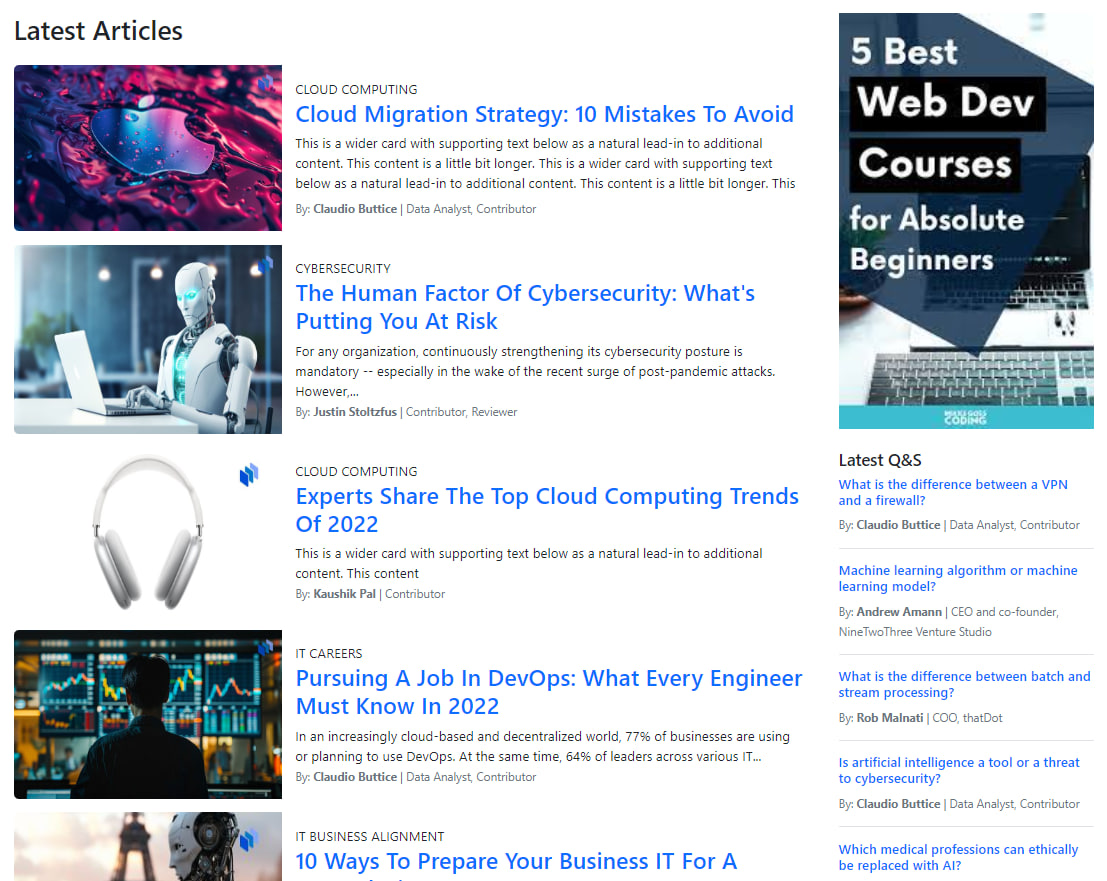 Latest Articles
CLOUD COMPUTING
Cloud Migration Strategy: 10 Mistakes To Avoid
This is a wider card with supporting text below as a natural lead-in to additional
content. This content is a little bit longer. This is a wider card with supporting text
below as a natural lead-in to additional content. This content is a little bit longer. This
By: Claudio Buttice | Data Analyst, Contributor
CYBERSECURITY
The Human Factor Of Cybersecurity: What's
Putting You At Risk
For any organization, continuously strengthening its cybersecurity posture is
mandatory -- especially in the wake of the recent surge of post-pandemic attacks.
However,...
By: Justin Stoltzfus | Contributor, Reviewer
CLOUD COMPUTING
Experts Share The Top Cloud Computing Trends
Of 2022
This is a wider card with supporting text below as a natural lead-in to additional
content. This content
By: Kaushik Pal | Contributor
IT CAREERS
Pursuing A Job In DevOps: What Every Engineer
Must Know In 2022
In an increasingly cloud-based and decentralized world, 77% of businesses are using
or planning to use DevOps. At the same time, 64% of leaders across various IT...
By: Claudio Buttice | Data Analyst, Contributor
IT BUSINESS ALIGNMENT
10 Ways To Prepare Your Business IT For A
5 Best
Web Dev
Courses
for Absolute
Beginners
CODING
Latest Q&S
What is the difference between a VPN
and a firewall?
By: Claudio Buttice | Data Analyst, Contributor
Machine learning algorithm or machine
learning model?
By: Andrew Amann | CEO and co-founder,
NineTwoThree Venture Studio
What is the difference between batch and
stream processing?
By: Rob Malnati | COO, thatDot
Is artificial intelligence a tool or a threat
to cybersecurity?
By: Claudio Buttice | Data Analyst, Contributor
Which medical professions can ethically
be replaced with AI?